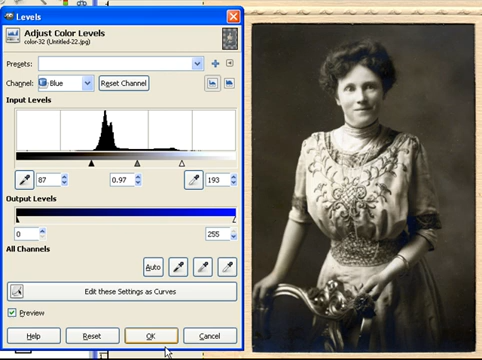 Levels
Adjust Color Levels
color-32 (Untitled-22.jpg)
Presets:
Channel: Blue Reset Channel
Input Levels
87 0.97 193
Output Levels
0 255
All Channels
Auto
Edit these Settings as Curves
Preview
Help Reset OK Cancel